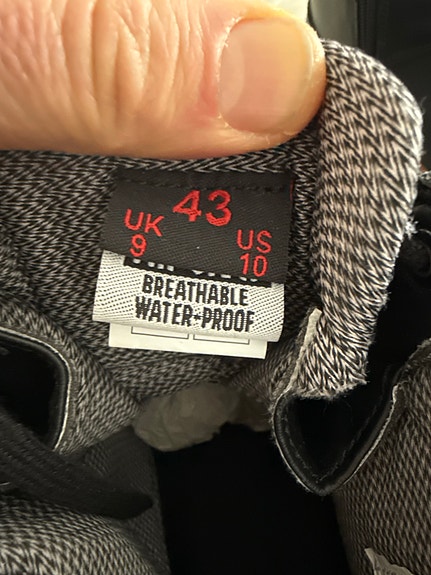 43
UK
9
US
10
BREATHABLE
WATER-PROOF